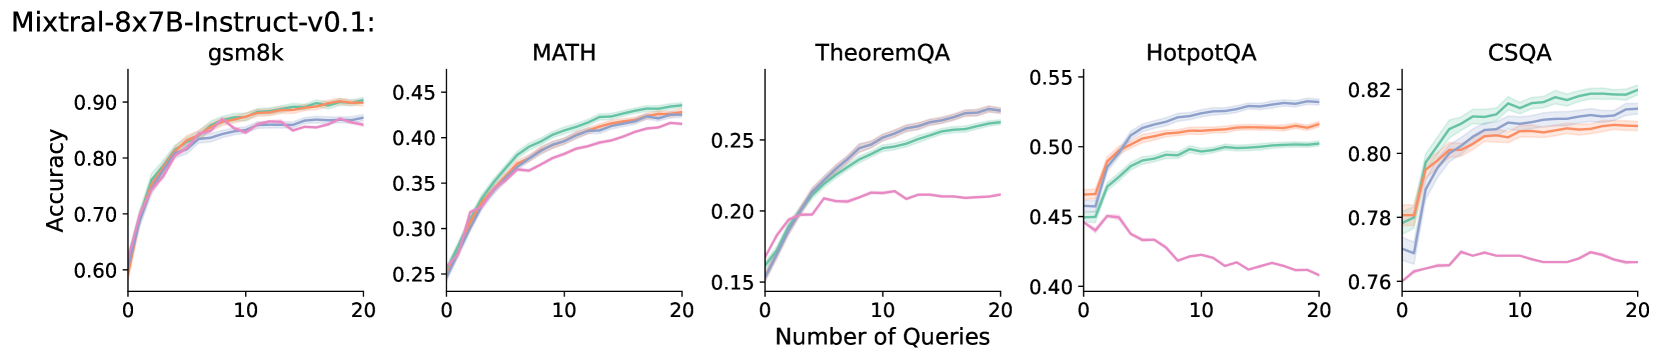 Mixtral-8x7B-Instruct-v0.1:
gsm8k
MATH
TheoremQA
HotpotQA
CSQA
Accuracy
0.90
0.80
0.70
0.60
0 10 20
0.45
0.40
0.35
0.30
0.25
0 10 20
0.25
0.20
0.15
0 10 20
0.55
0.50
0.45
0.40
0 10 20
0.82
0.80
0.78
0.76
0 10 20
Number of Queries